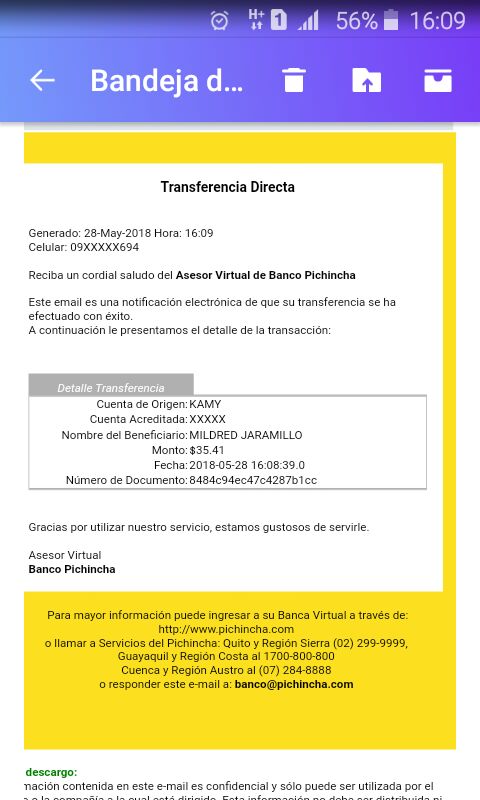 H+ 1 56% 16:09
Bandeja d...
Transferencia Directa
Generado: 28-May-2018 Hora: 16:09
Celular: 09XXXXX694
Reciba un cordial saludo del Asesor Virtual de Banco Pichincha
Este email es una notificación electrónica de que su transferencia se ha
efectuado con éxito.
A continuación le presentamos el detalle de la transacción:
Detalle Transferencia
Cuenta de Origen: KAMY
Cuenta Acreditada: XXXXX
Nombre del Beneficiario: MILDRED JARAMILLO
Monto: $35.41
Fecha: 2018-05-28 16:08:39.0
Número de Documento: 8484c94ec47c4287b1cc
Gracias por utilizar nuestro servicio, estamos gustosos de servirle.
Asesor Virtual
Banco Pichincha
Para mayor información puede ingresar a su Banca Virtual a través de:
http://www.pichincha.com
o llamar a Servicios del Pichincha: Quito y Región Sierra (02) 299-9999,
Guayaquil y Región Costa al 1700-800-800
Cuenca y Región Austro al (07) 284-8888
o responder este e-mail a: banco@pichincha.com
descargo:
mación contenida en este e-mail es confidencial y sólo puede ser utilizada por el
o la compañía a la cual está dirigido. Esta información no debe ser distribuida ni